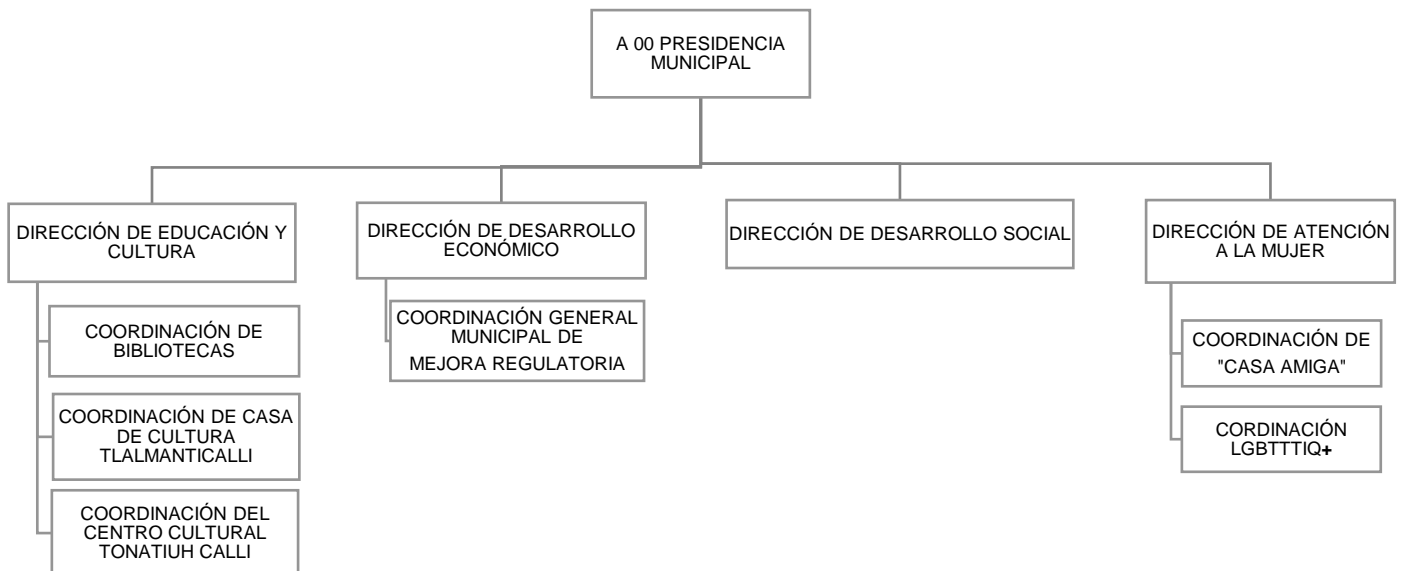 A 00 PRESIDENCIA
MUNICIPAL
DIRECCIÓN DE EDUCACIÓN Y
CULTURA
COORDINACIÓN DE
BIBLIOTECAS
COORDINACIÓN DE CASA
DE CULTURA
TLALMANTICALLI
COORDINACIÓN DEL
CENTRO CULTURAL
TONATIUH CALLI
DIRECCIÓN DE DESARROLLO
ECONÓMICO
COORDINACIÓN GENERAL
MUNICIPAL DE
MEJORA REGULATORIA
DIRECCIÓN DE DESARROLLO SOCIAL
DIRECCIÓN DE ATENCIÓN
A LA MUJER
COORDINACIÓN DE
"CASA AMIGA"
CORDINACIÓN
LGBTTTIQ+